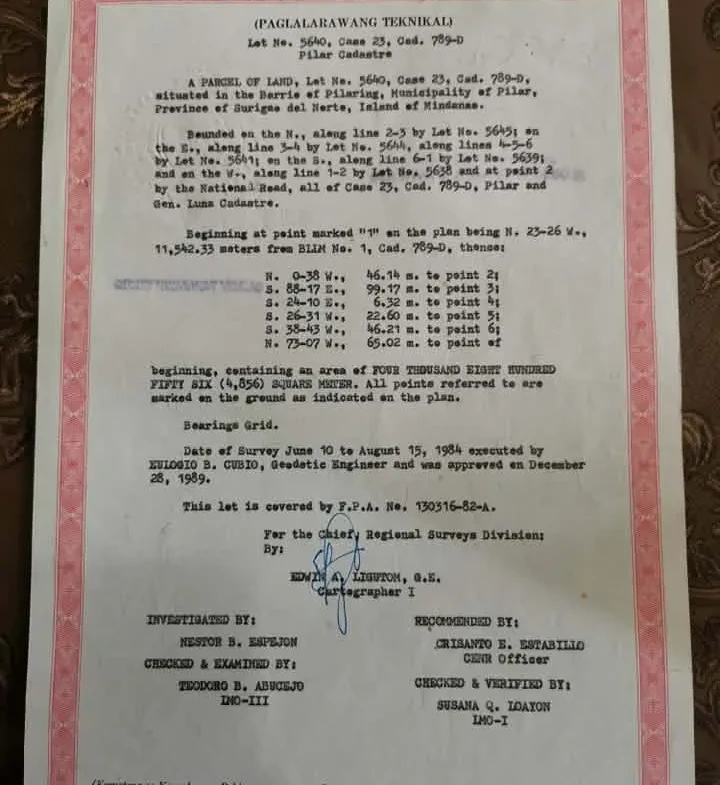 (PAGLALARAWANG TEKNIKAL)
Lot No. 5640, Case 23, Cad. 789-D
Pilar Cadastre
A PARCEL OF LAND, Lot No. 5640, Case 23, Cad. 789-D,
situated in the Barrio of Pilaring, Municipality of Pilar,
Province of Surigao del Norte, Island of Mindanao.
Bounded on the N., along line 2-3 by Lot No. 5645; on
the E., along line 3-4 by Lot No. 5644, along lines 4-5-6
by Lot No. 5641; on the S., along line 6-1 by Lot No. 5639;
and on the W., along line 1-2 by Lot No. 5638 and at point 2
by the National Road, all of Case 23, Cad. 789-D, Pilar and
Gen. Luna Cadastre.
Beginning at point marked "1" on the plan being N. 23-26 W.,
11,542.33 meters from BLIM No. 1, Cad. 789-D, thence:
N. 0-38 W., 46.14 m. to point 2;
S. 88-17 E., 99.17 m. to point 3;
S. 24-10 E., 6.32 m. to point 4;
S. 26-31 W., 22.60 m. to point 5;
S. 38-43 W., 46.21 m. to point 6;
N. 73-07 W., 65.02 m. to point of
beginning, containing an area of FOUR THOUSAND EIGHT HUNDRED
FIFTY SIX (4,856) SQUARE METER. All points referred to are
marked on the ground as indicated on the plan.
Bearings Grid.
Date of Survey June 10 to August 15, 1984 executed by
EULOGIO B. CUBIO, Geodetic Engineer and was approved on December
28, 1989.
This lot is covered by F.P.A. No. 130316-82-A.
For the Chief, Regional Surveys Division:
By:
EDWIN A. LIGUTOM, G.E.
Cartographer I
INVESTIGATED BY:
NESTOR B. ESPEJON
CHECKED & EXAMINED BY:
TEODORO B. ABUCEJO
LMO-III
RECOMMENDED BY:
CRISANTO E. ESTABILLO
CENR Officer
CHECKED & VERIFIED BY:
SUSANA Q. LOAYON
LMO-I